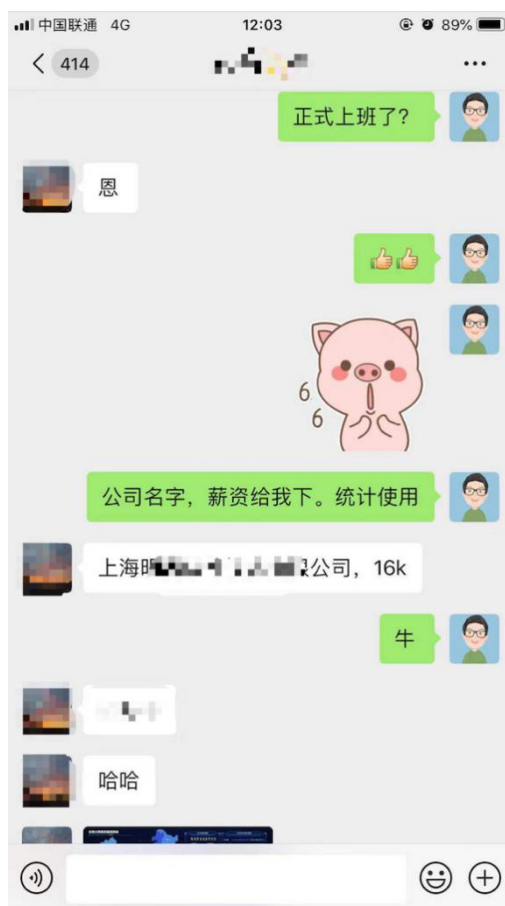 中国联通 4G 12:03 89%
414
正式上班了?
恩
6
6
公司名字，薪资给我下。统计使用
上海 公司，16k
牛
哈哈